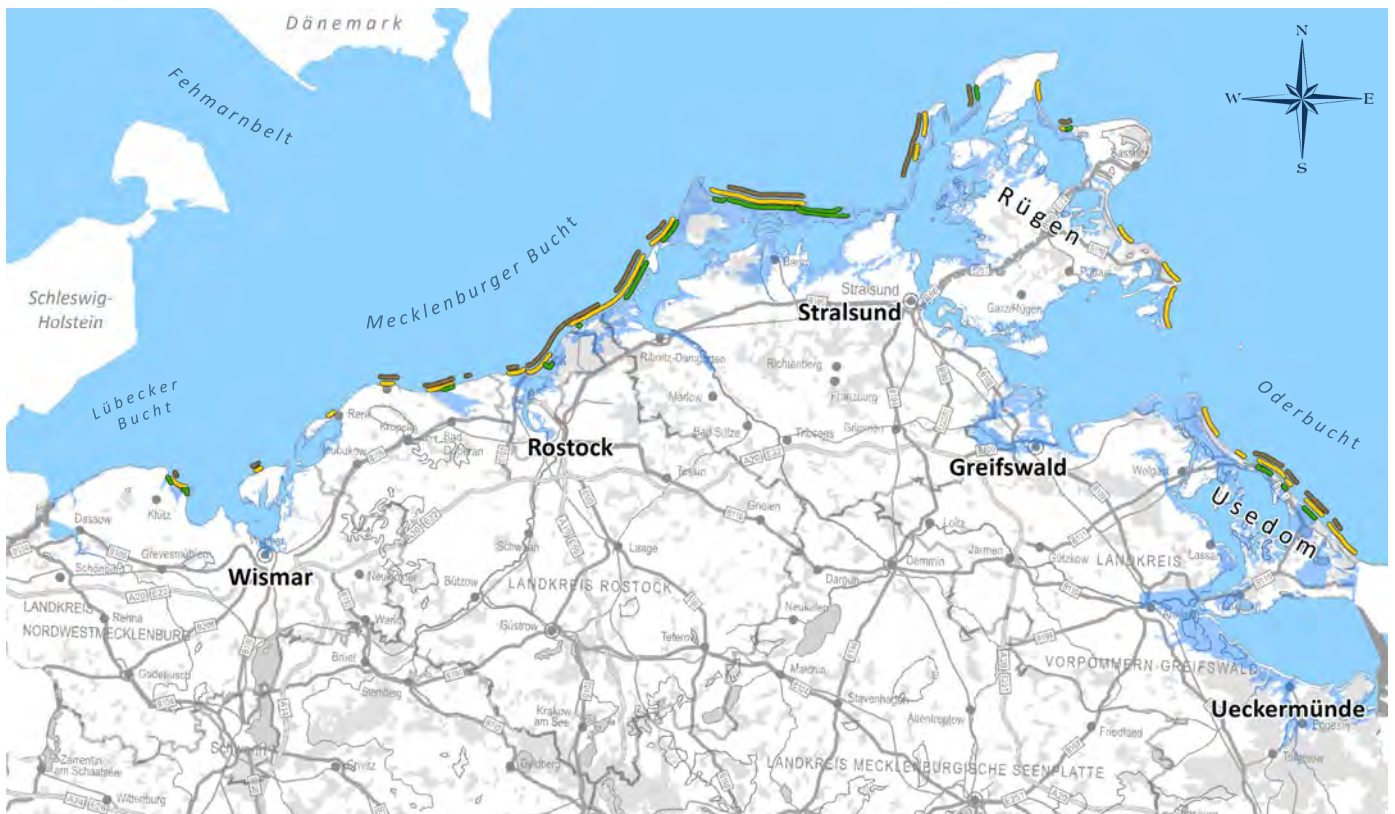 Dänemark
Fehmarnbelt
N
W
E
S
Sassnitz
Rügen
Mecklenburger Bucht
Schleswig-
Holstein
Barth
Putbus
Garz/Rügen
Stralsund
Stralsund
Lübecker
Bucht
Ribnitz-Damgarten
Richtenberg
Franzburg
Oderbucht
Rerik
Kröpelin
Bad
Doberan
Marlow
Bad Sülze
Tribsees
Grimmen
Rostock
Greifswald
Wolgast
Neubukow
Tessin
Usedom
Klütz
Dassow
Grevesmühlen
Wismar
Schönberg
Gnoien
Loitz
Schwaan
Laage
Demmin
Jarmen
Gützkow
LANDKREIS
Lassan
Neukloster
Bützow
LANDKREIS ROSTOCK
Dargun
LANDKREIS
NORDWESTMECKLENBURG
Rehna
Warin
Neukalen
Güstrow
Teterow
VORPOMMERN-GREIFSWALD
Gadebusch
Brüel
Sternberg
Malchin
Stavenhagen
Altentreptow
Ueckermünde
Eggesin
Krakow
am See
Friedland
Torgelow
Schwerin
Zarrentin
am Schaalsee
Crivitz
Goldberg
LANDKREIS MECKLENBURGISCHE SEENPLATTE
Wittenburg